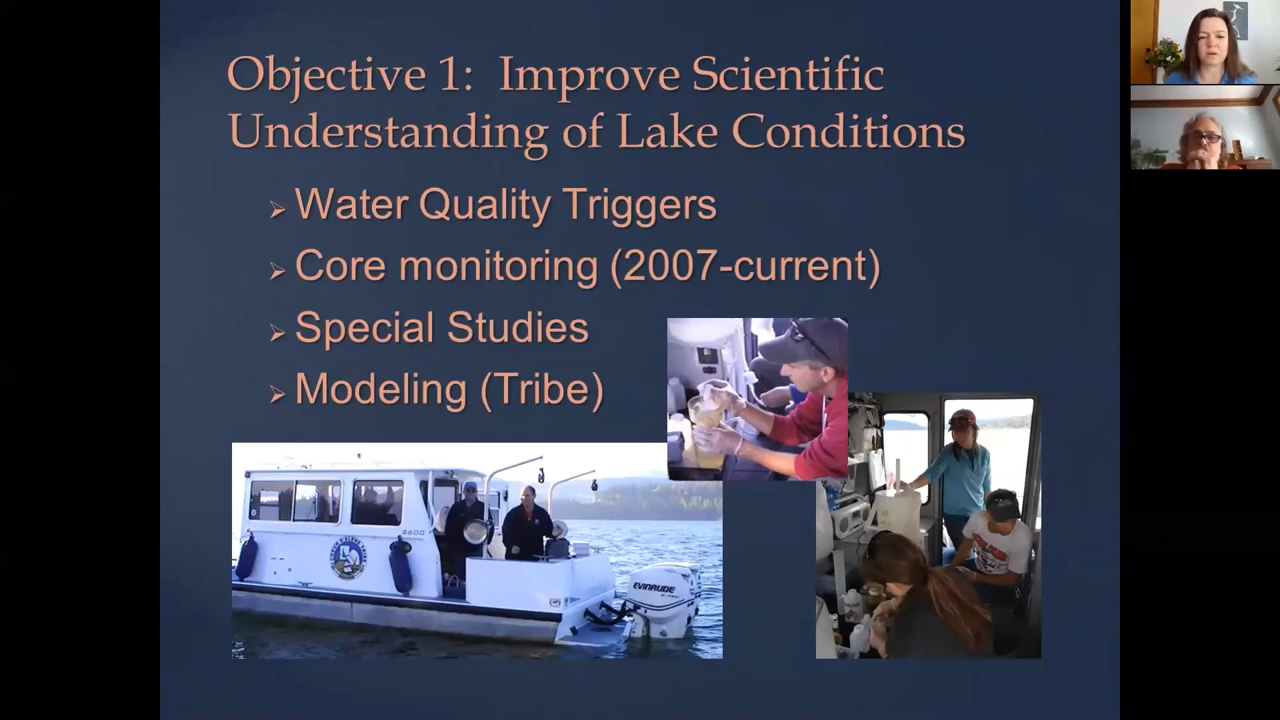 Objective 1: Improve Scientific
Understanding of Lake Conditions
Water Quality Triggers
Core monitoring (2007-current)
Special Studies
Modeling (Tribe)
EVINRUDE